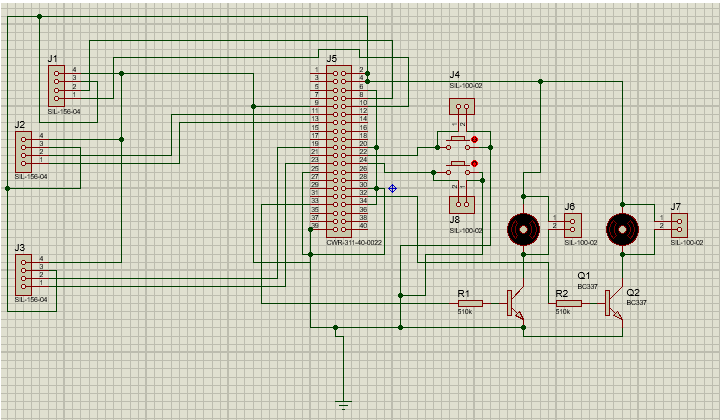 J1
4
3
2
1
SIL-156-04
J2
4
3
2
1
SIL-156-04
J3
4
3
2
1
SIL-156-04
J5
1 2
3 4
5 6
7 8
9 10
11 12
13 14
15 16
17 18
19 20
21 22
23 24
25 26
27 28
29 30
31 32
33 34
35 36
37 38
39 40
CWR-311-40-0022
J4
SIL-100-02
1 2
2 1
J8
SIL-100-02
J6
1
2
SIL-100-02
J7
1
2
SIL-100-02
R1
510k
R2
510k
Q1
BC337
Q2
BC337